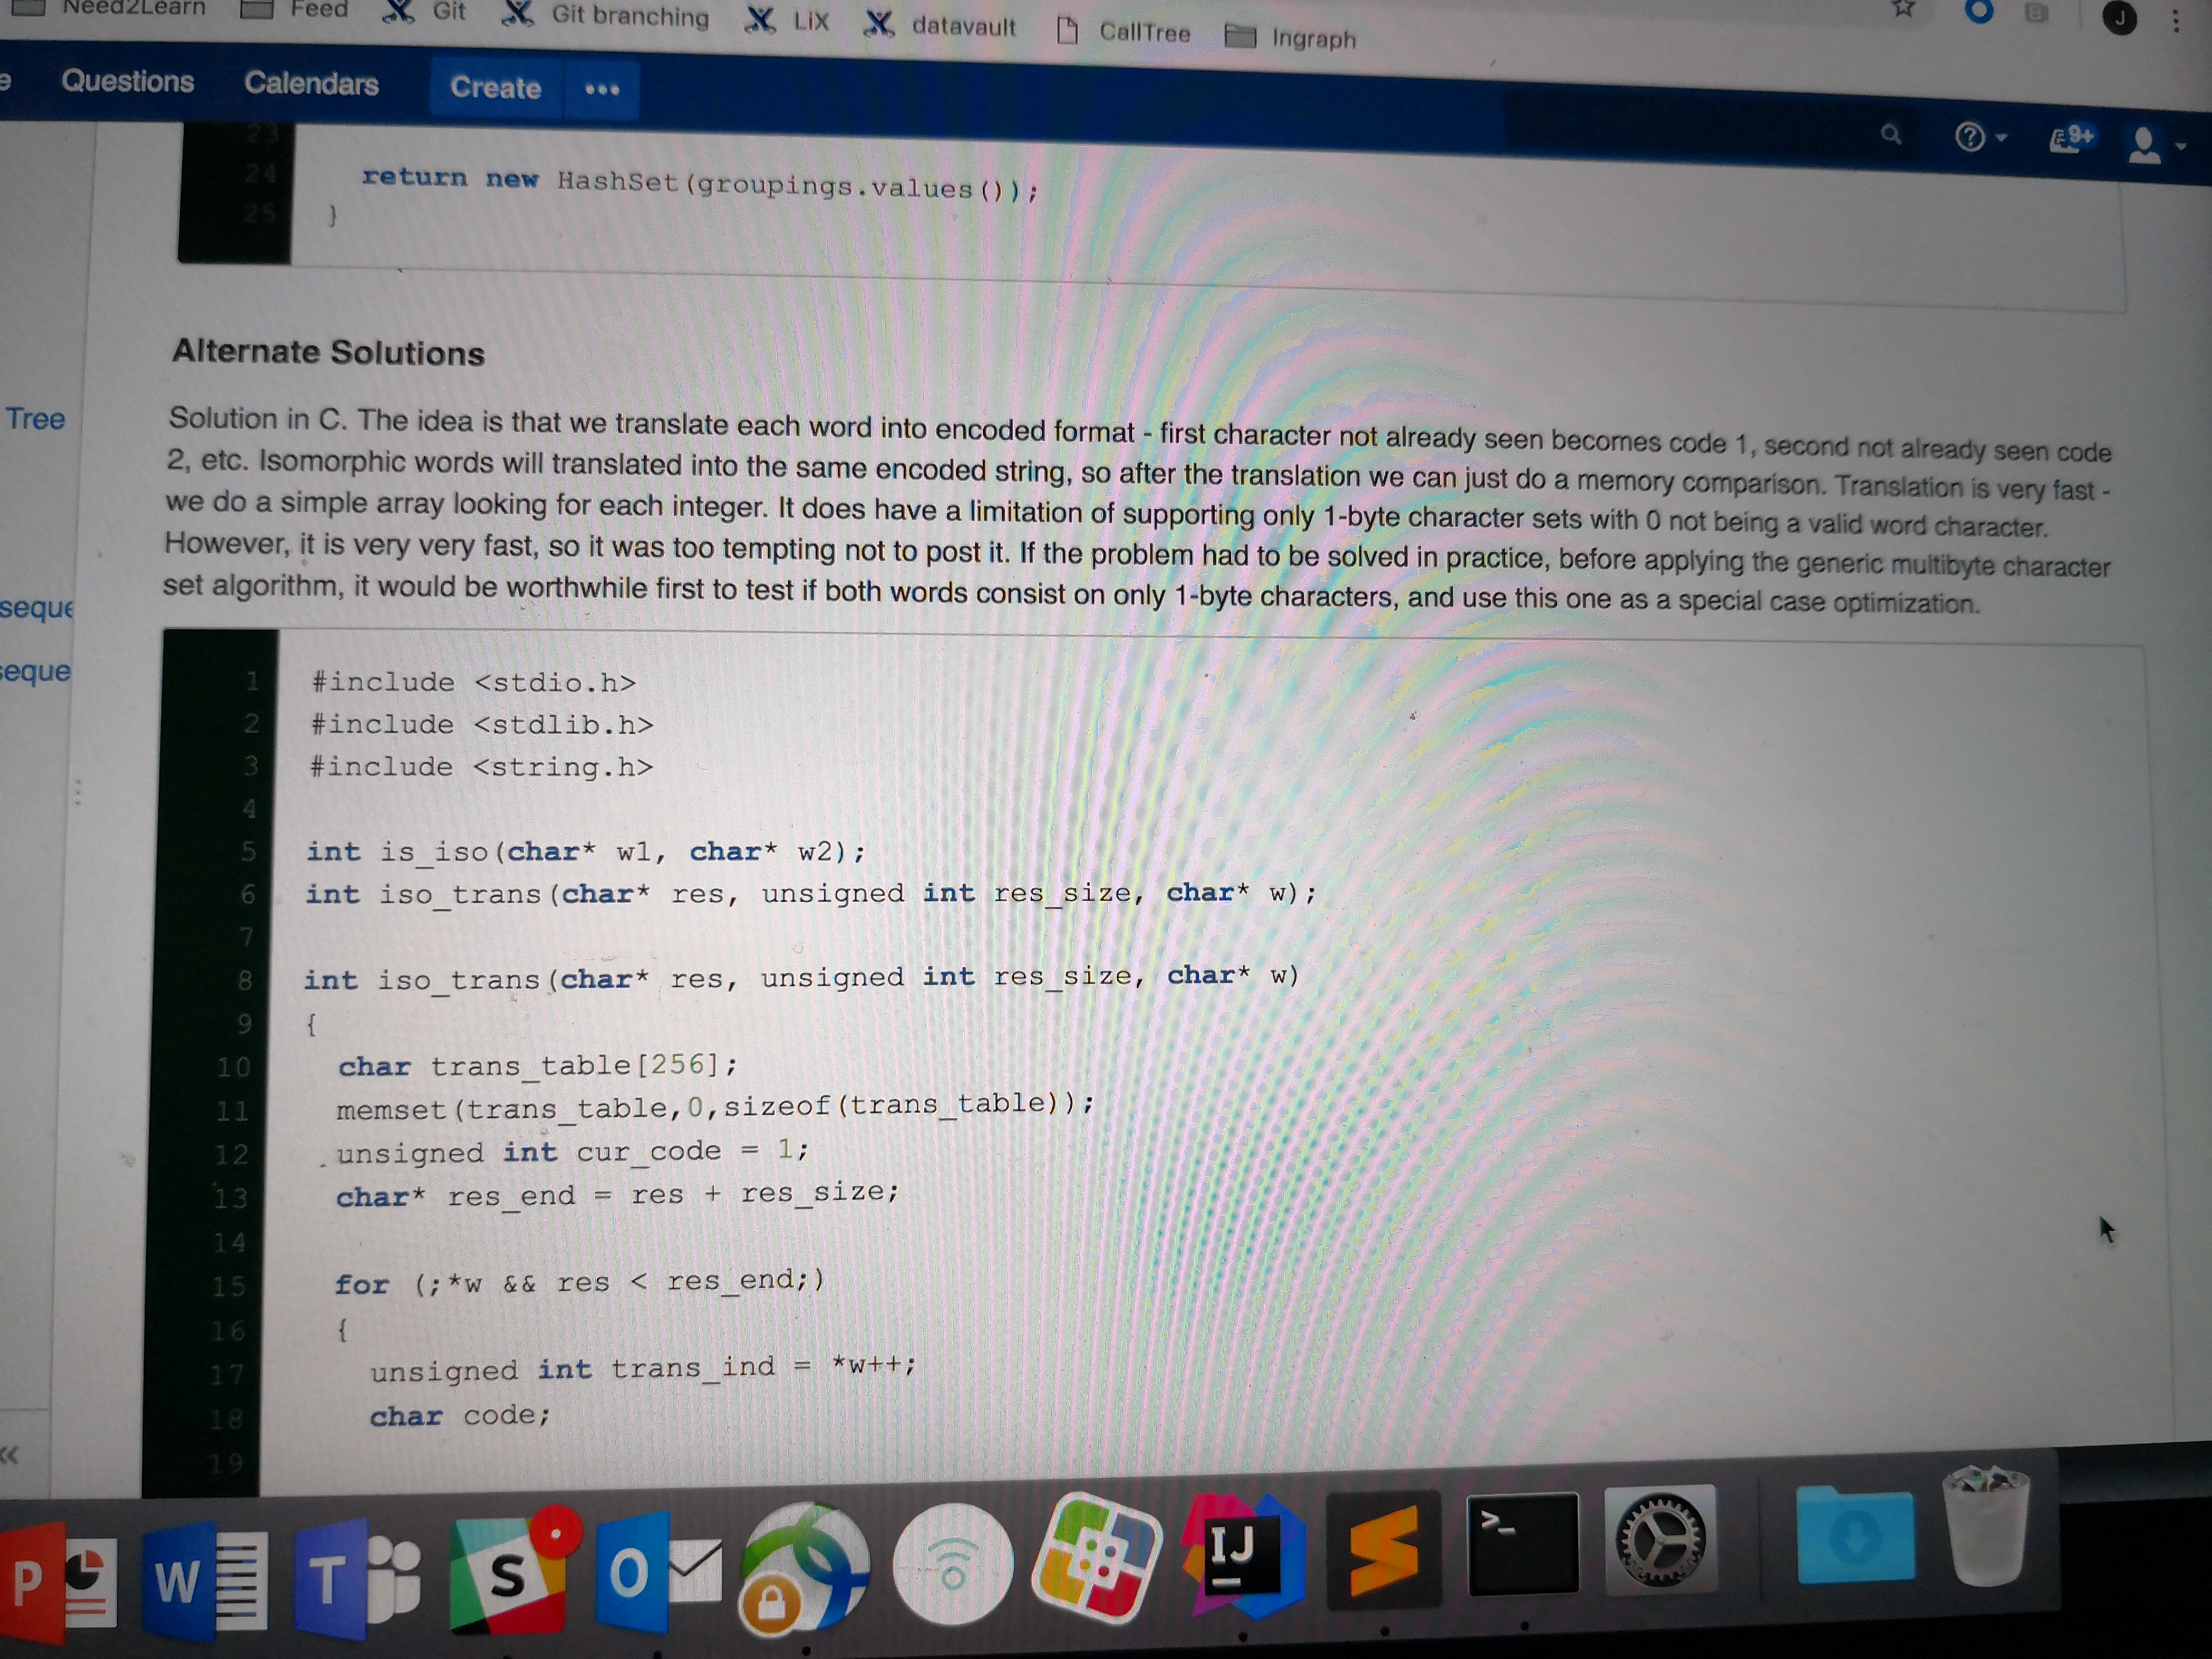 Need2Learn Feed Git Git branching LiX datavault CallTree Ingraph
J
e Questions Calendars Create •••
9+
23
24 return new HashSet(groupings.values());
25 }
Alternate Solutions
Tree
Solution in C. The idea is that we translate each word into encoded format - first character not already seen becomes code 1, second not already seen code
2, etc. Isomorphic words will translated into the same encoded string, so after the translation we can just do a memory comparison. Translation is very fast -
we do a simple array looking for each integer. It does have a limitation of supporting only 1-byte character sets with 0 not being a valid word character.
However, it is very very fast, so it was too tempting not to post it. If the problem had to be solved in practice, before applying the generic multibyte character
set algorithm, it would be worthwhile first to test if both words consist on only 1-byte characters, and use this one as a special case optimization.
seque
seque
1 #include <stdio.h>
2 #include <stdlib.h>
3 #include <string.h>
4
5 int is_iso(char* w1, char* w2);
6 int iso_trans(char* res, unsigned int res_size, char* w);
7
8 int iso_trans(char* res, unsigned int res_size, char* w)
9 {
10 char trans_table[256];
11 memset(trans_table,0,sizeof(trans_table));
12 unsigned int cur_code = 1;
13 char* res_end = res + res_size;
14
15 for (;*w && res < res_end;)
16 {
17 unsigned int trans_ind = *w++;
18 char code;
19
P W T S O IJ >_